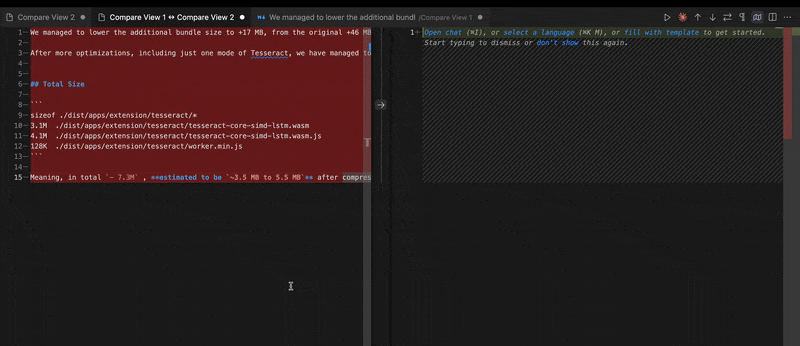 Compare View 2
Compare View 1 ↔ Compare View 2
We managed to lower the additional bundl /Compare View 1
1 We managed to lower the additional bundle size to +17 MB, from the original +46 MB
2
3 After more optimizations, including just one mode of Tesseract, we have managed to
4
5
6 ## Total Size
7
8 ```
9 sizeof ./dist/apps/extension/tesseract/*
10 3.1M ./dist/apps/extension/tesseract/tesseract-core-simd-lstm.wasm
11 4.1M ./dist/apps/extension/tesseract/tesseract-core-simd-lstm.wasm.js
12 128K ./dist/apps/extension/tesseract/worker.min.js
13 ```
14
15 Meaning, in total `~ 7.3M` , **estimated to be `~3.5 MB to 5.5 MB`** after compres
1 Open chat (⌘I), or select a language (⌘K M), or fill with template to get started.
Start typing to dismiss or don't show this again.